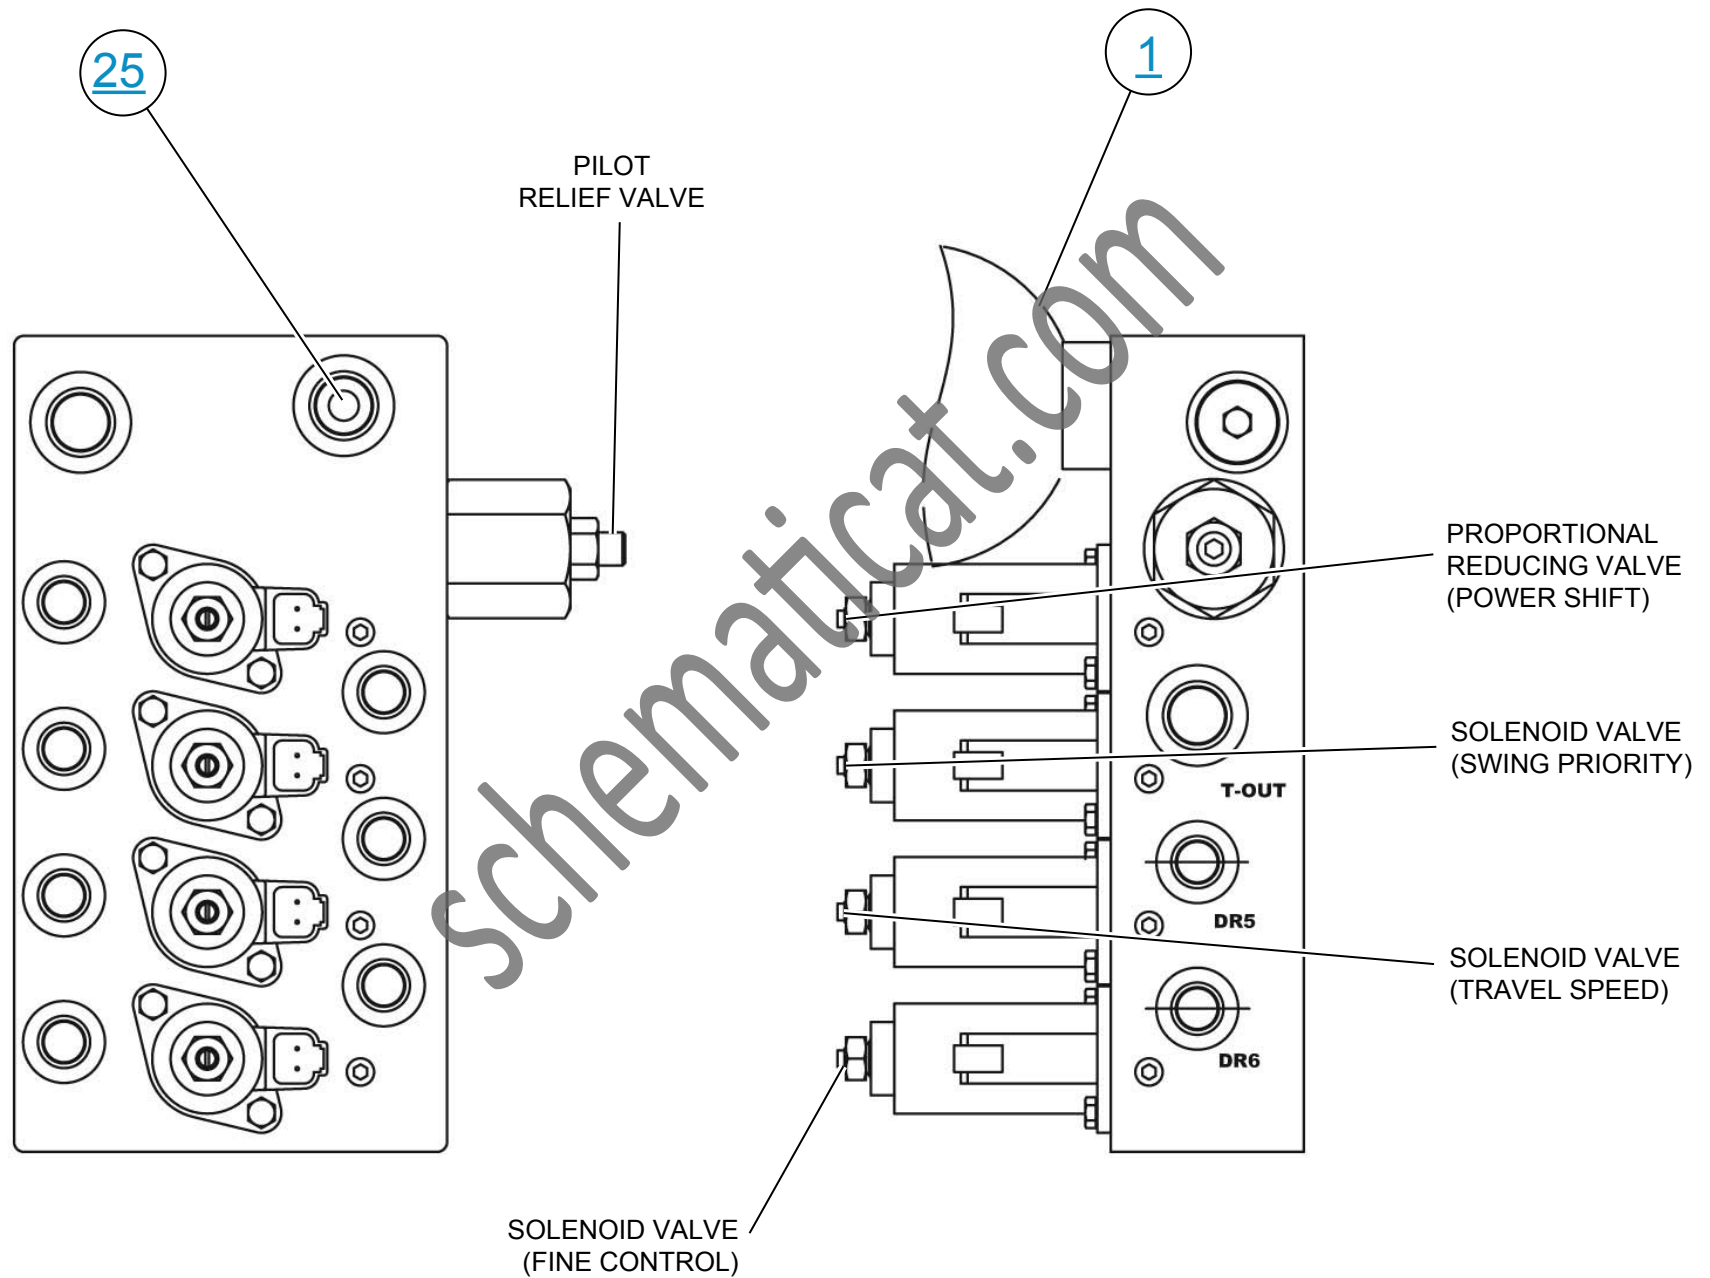 25
1
PILOT
RELIEF VALVE
PROPORTIONAL
REDUCING VALVE
(POWER SHIFT)
SOLENOID VALVE
(SWING PRIORITY)
T-OUT
DR5
SOLENOID VALVE
(TRAVEL SPEED)
DR6
SOLENOID VALVE
(FINE CONTROL)
schematicat.com